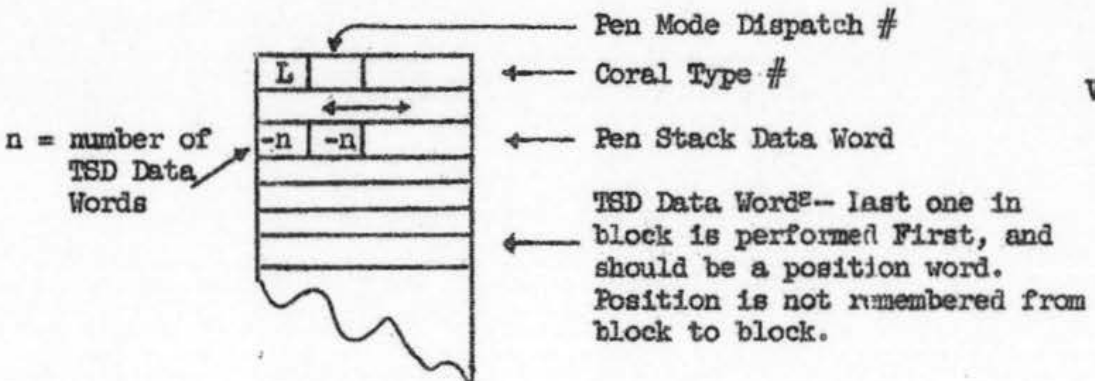 Pen Mode Dispatch #
L
Coral Type #
n = number of
TSD Data
Words
-n -n
Pen Stack Data Word
TSD Data Words-- last one in
block is performed First, and
should be a position word.
Position is not remembered from
block to block.